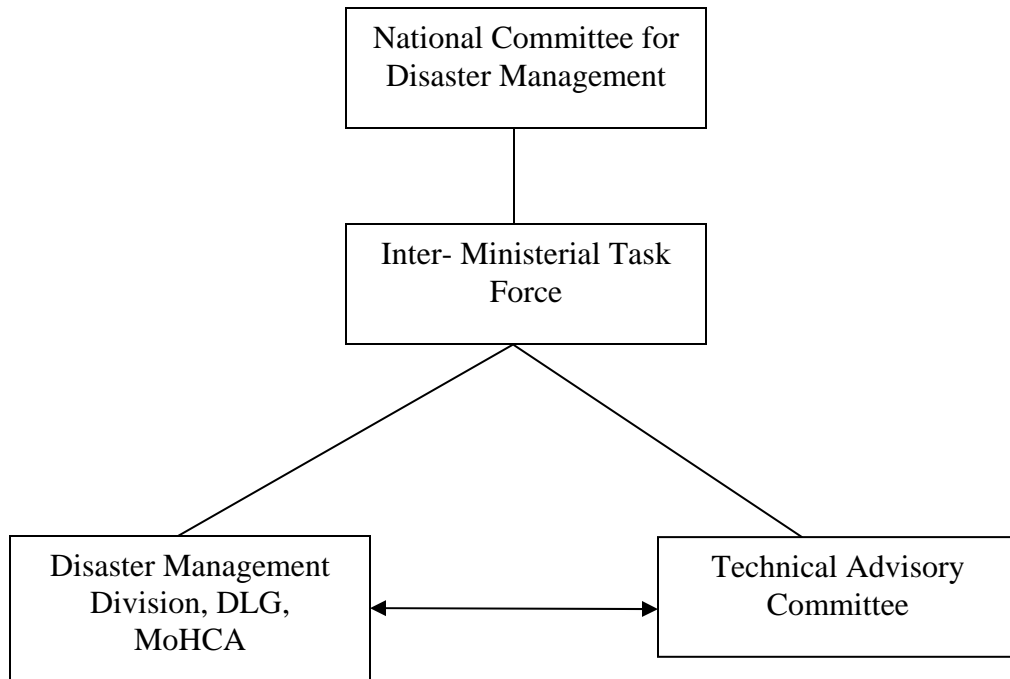 National Committee for
Disaster Management
Inter- Ministerial Task
Force
Disaster Management
Division, DLG,
MoHCA
Technical Advisory
Committee